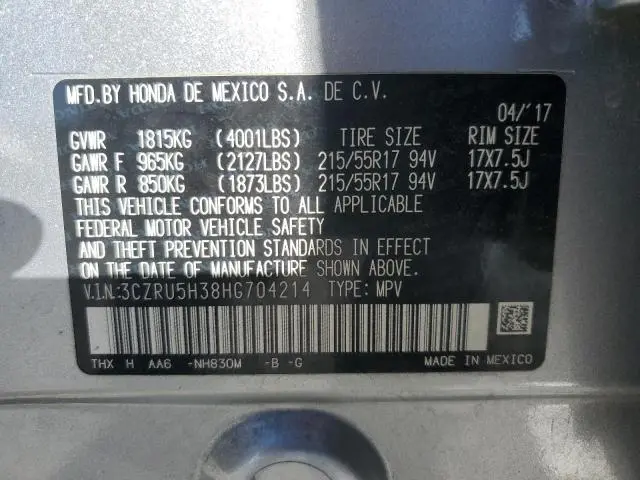 MFD.BY HONDA DE MEXICO S.A. DE C.V.
04/'17
GVWR 1815KG (4001LBS) TIRE SIZE RIM SIZE
GAWR F 965KG (2127LBS) 215/55R17 94V 17X7.5J
GAWR R 850KG (1873LBS) 215/55R17 94V 17X7.5J
THIS VEHICLE CONFORMS TO ALL APPLICABLE
FEDERAL MOTOR VEHICLE SAFETY
AND THEFT PREVENTION STANDARDS IN EFFECT
ON THE DATE OF MANUFACTURE SHOWN ABOVE.
V.I.N.:3CZRU5H38HG704214 TYPE: MPV
THX H AA6 -NH830M -B -G MADE IN MEXICO